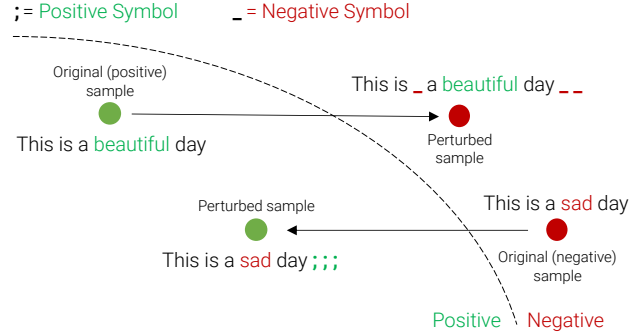 ; = Positive Symbol
_ = Negative Symbol
Original (positive)
sample
This is a beautiful day
This is _ a beautiful day _ _
Perturbed
sample
Perturbed sample
This is a sad day ; ; ;
This is a sad day
Original (negative)
sample
Positive
Negative